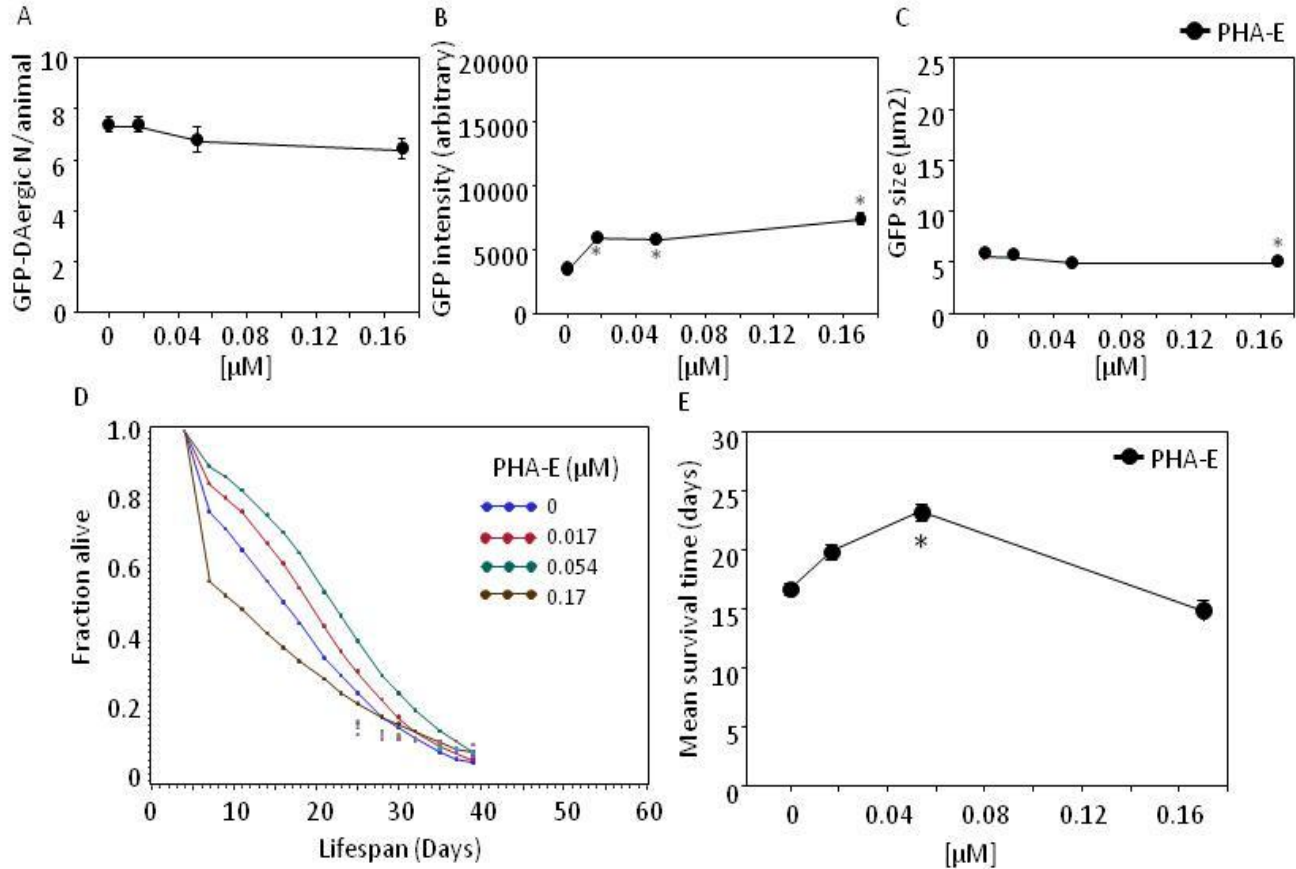 A
10
8
6
4
2
0
GFP-DAergic N/animal
0 0.04 0.08 0.12 0.16
[µM]
B
20000
15000
10000
5000
0
GFP intensity (arbitrary)
*
*
*
0 0.04 0.08 0.12 0.16
[µM]
C
PHA-E
25
20
15
10
5
0
GFP size (µm2)
*
0 0.04 0.08 0.12 0.16
[µM]
D
1.0
0.8
0.6
0.4
0.2
0
Fraction alive
PHA-E (µM)
0
0.017
0.054
0.17
0 10 20 30 40 50 60
Lifespan (Days)
E
30
25
20
15
10
5
0
Mean survival time (days)
PHA-E
*
0 0.04 0.08 0.12 0.16
[µM]